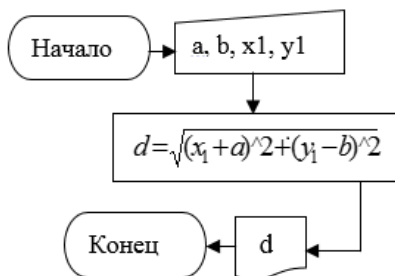 Начало
a, b, x1, y1
d=√(x₁+a)^2+(y₁−b)^2
d
Конец